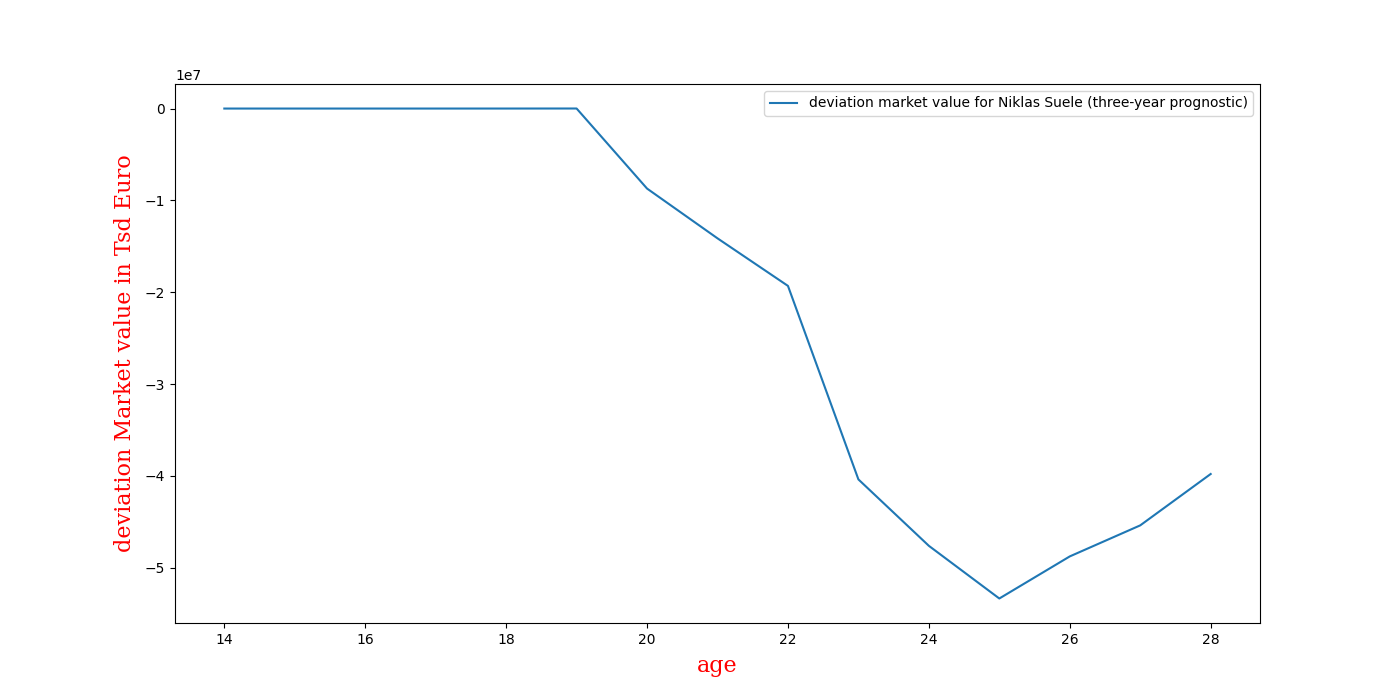 1e7
deviation market value for Niklas Suele (three-year prognostic)
0
−1
−2
−3
−4
−5
deviation Market value in Tsd Euro
14 16 18 20 22 24 26 28
age